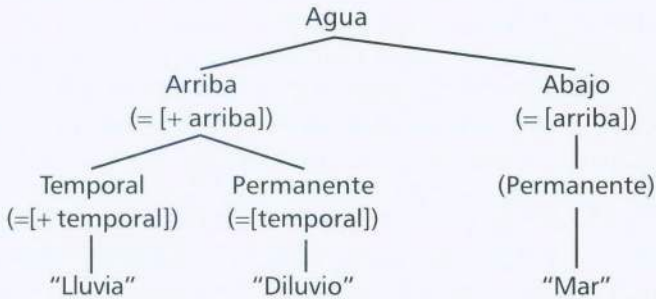 Agua
Arriba Abajo
(= [+ arriba]) (= [arriba])
Temporal Permanente (Permanente)
(=[+ temporal]) (=[temporal])
"Lluvia" "Diluvio" "Mar"